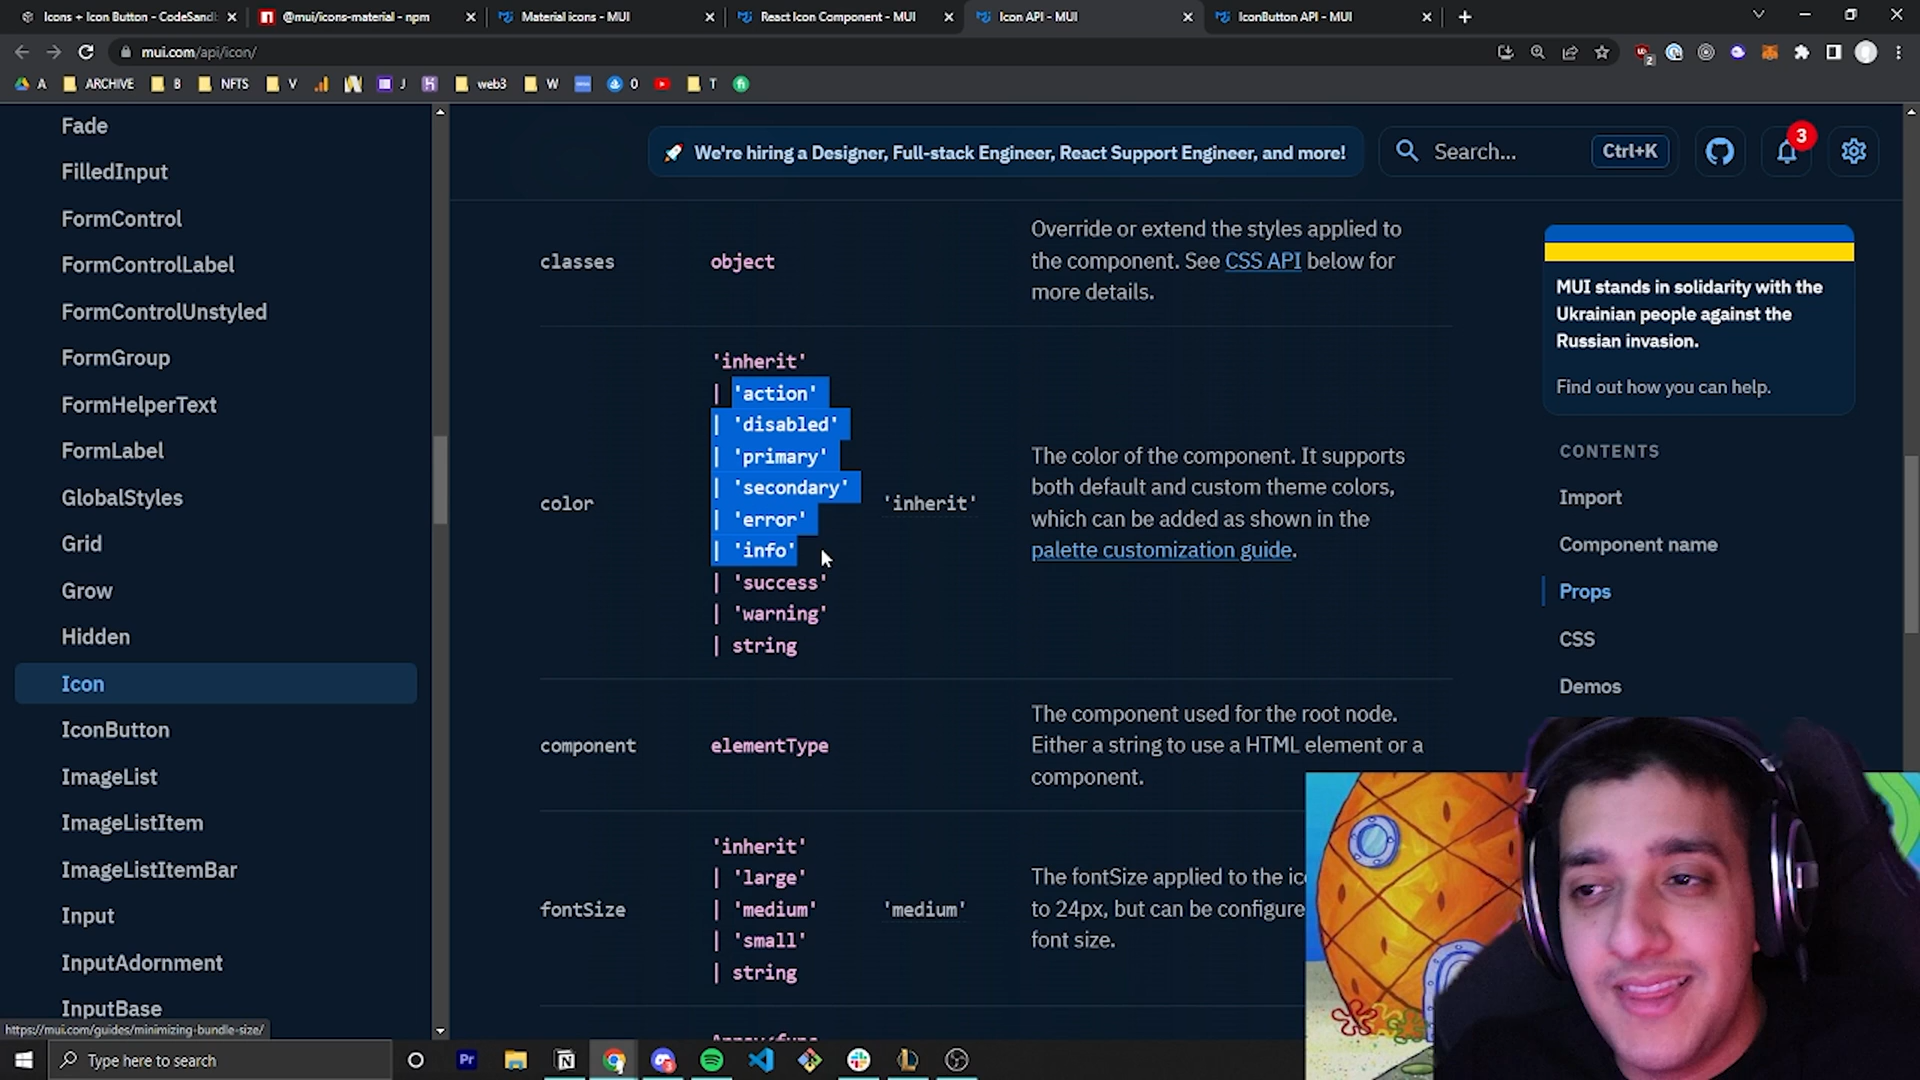 Icons + Icon Button - CodeSandb
@mui/icons-material - npm
Material icons - MUI
React Icon Component - MUI
Icon API - MUI
IconButton API - MUI
mui.com/api/icon/
2
A
ARCHIVE
B
NFTS
V
J
web3
W
0
T
Fade
FilledInput
FormControl
FormControlLabel
FormControlUnstyled
FormGroup
FormHelperText
FormLabel
GlobalStyles
Grid
Grow
Hidden
Icon
IconButton
ImageList
ImageListItem
ImageListItemBar
Input
InputAdornment
InputBase
https://mui.com/guides/minimizing-bundle-size/
We're hiring a Designer, Full-stack Engineer, React Support Engineer, and more!
Search...
Ctrl+K
3
classes
object
Override or extend the styles applied to
the component. See CSS API below for
more details.
color
'inherit'
| 'action'
| 'disabled'
| 'primary'
| 'secondary'
| 'error'
| 'info'
| 'success'
| 'warning'
| string
'inherit'
The color of the component. It supports
both default and custom theme colors,
which can be added as shown in the
palette customization guide.
component
elementType
The component used for the root node.
Either a string to use a HTML element or a
component.
fontSize
'inherit'
| 'large'
| 'medium'
| 'small'
| string
'medium'
The fontSize applied to the ic
to 24px, but can be configure
font size.
MUI stands in solidarity with the
Ukrainian people against the
Russian invasion.
Find out how you can help.
CONTENTS
Import
Component name
Props
CSS
Demos
Type here to search
Pr